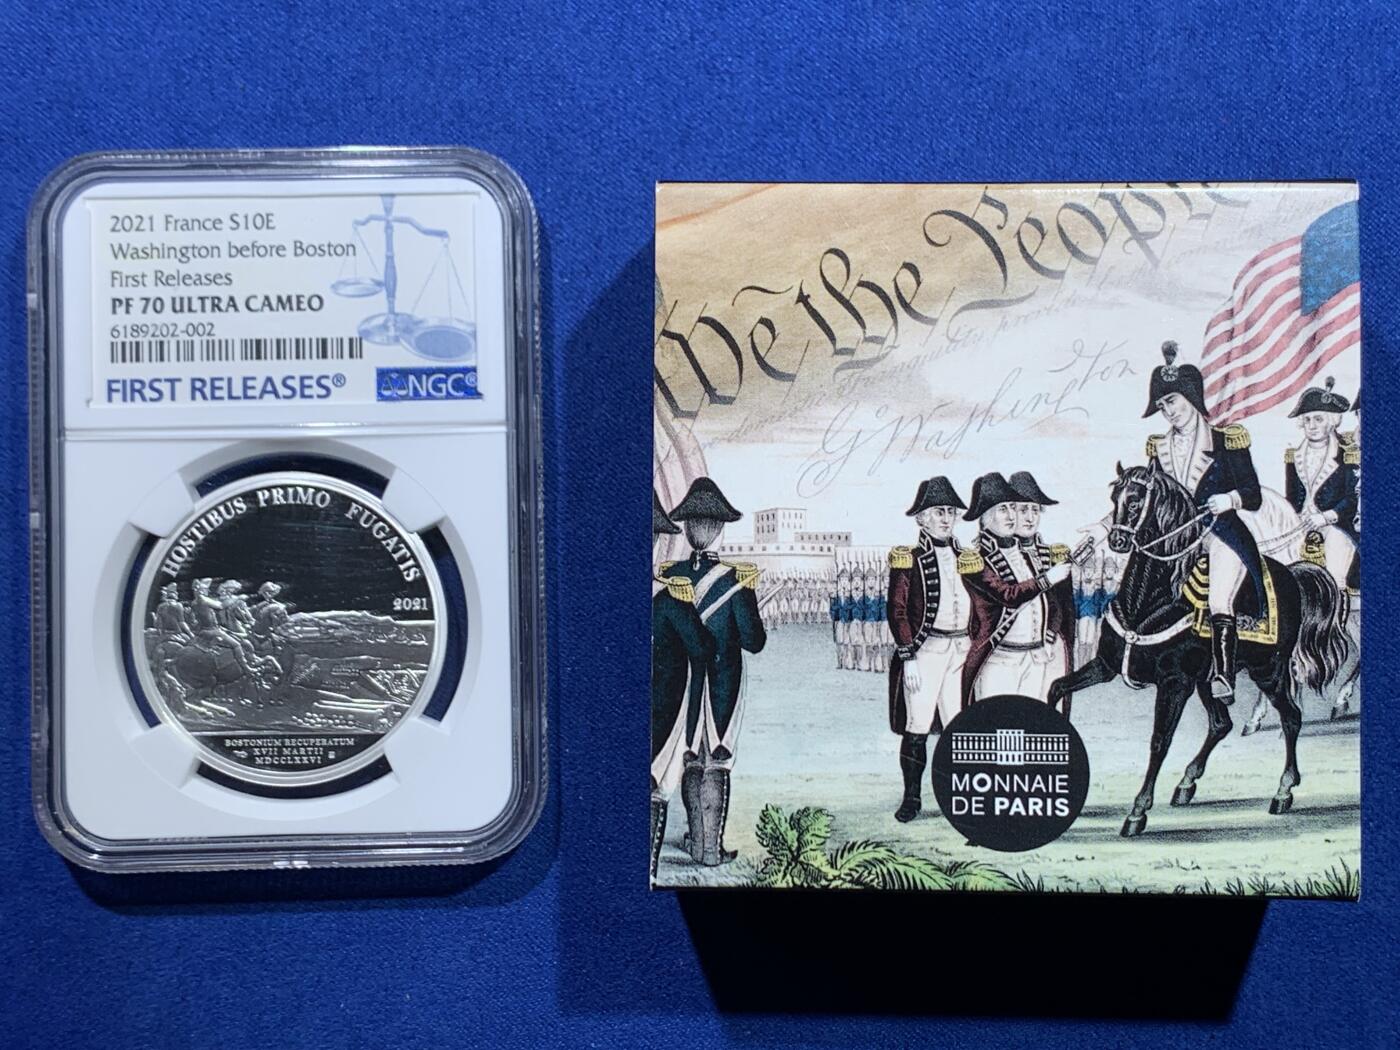 2021 France S10E
Washington before Boston
First Releases
PF 70 ULTRA CAMEO
6189202-002
FIRST RELEASES®
NGC®
HOSTIBUS PRIMO FUGATIS
2021
BOSTONIUM RECUPERATUM
XVII MARTII
MDCCLXXVI
We the People
G Washington
MONNAIE
DE PARIS